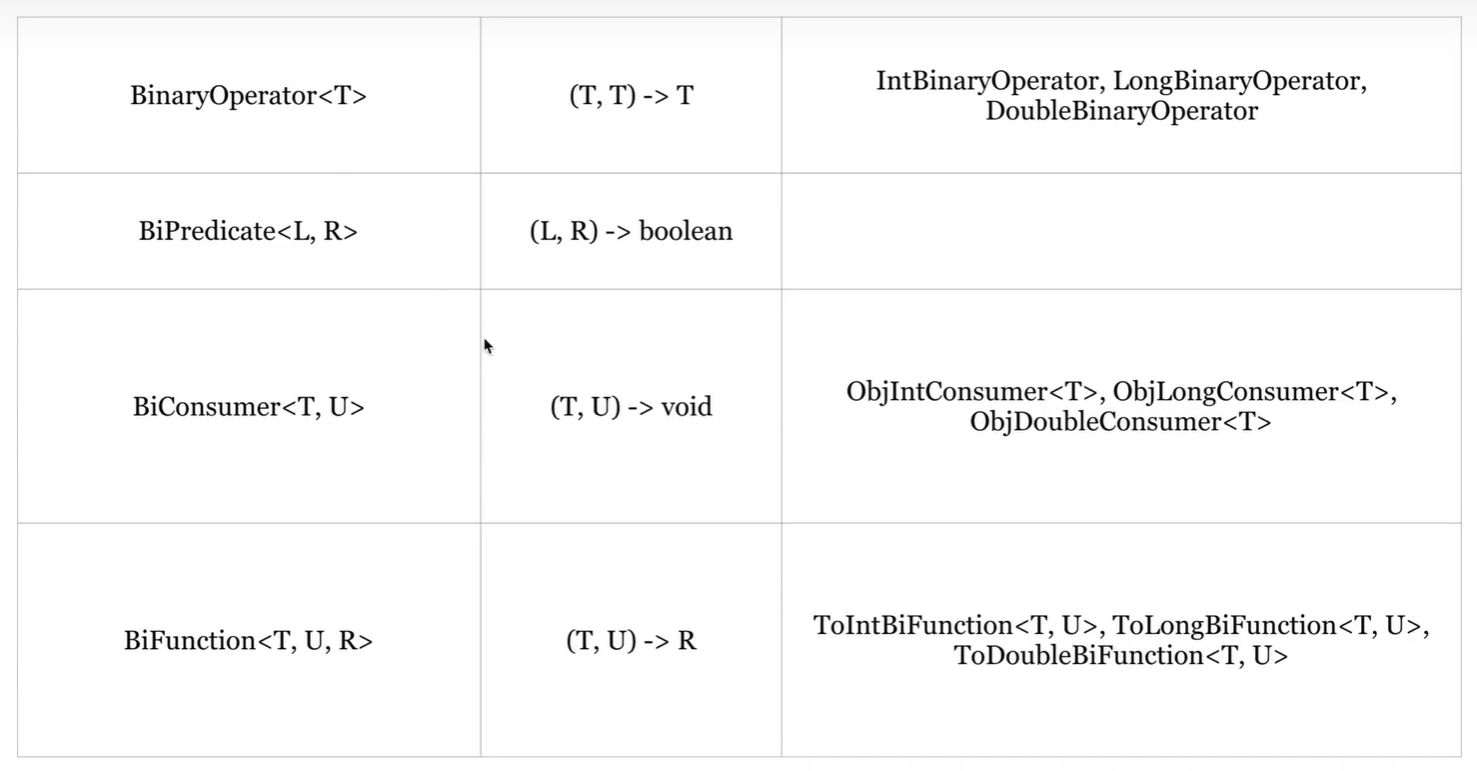 BinaryOperator<T>
(T, T) -> T
IntBinaryOperator, LongBinaryOperator,
DoubleBinaryOperator
BiPredicate<L, R>
(L, R) -> boolean
BiConsumer<T, U>
(T, U) -> void
ObjIntConsumer<T>, ObjLongConsumer<T>,
ObjDoubleConsumer<T>
BiFunction<T, U, R>
(T, U) -> R
ToIntBiFunction<T, U>, ToLongBiFunction<T, U>,
ToDoubleBiFunction<T, U>